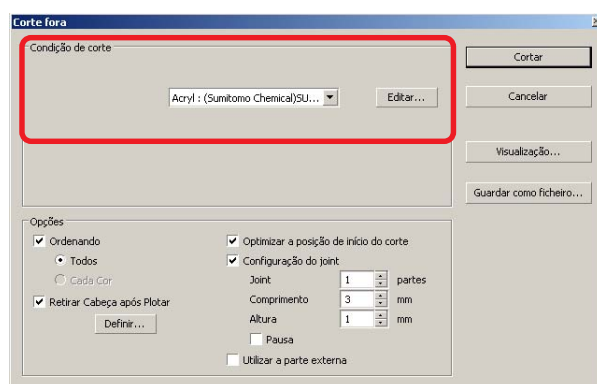 Corte fora
Condição de corte
Acryl : (Sumitomo Chemical)SU...
Editar...
Cortar
Cancelar
Visualização...
Guardar como ficheiro...
Opções
Ordenando
Todos
Cada Cor
Retirar Cabeça após Plotar
Definir...
Optimizar a posição de início do corte
Configuração do joint
Joint 1 partes
Comprimento 3 mm
Altura 1 mm
Pausa
Utilizar a parte externa